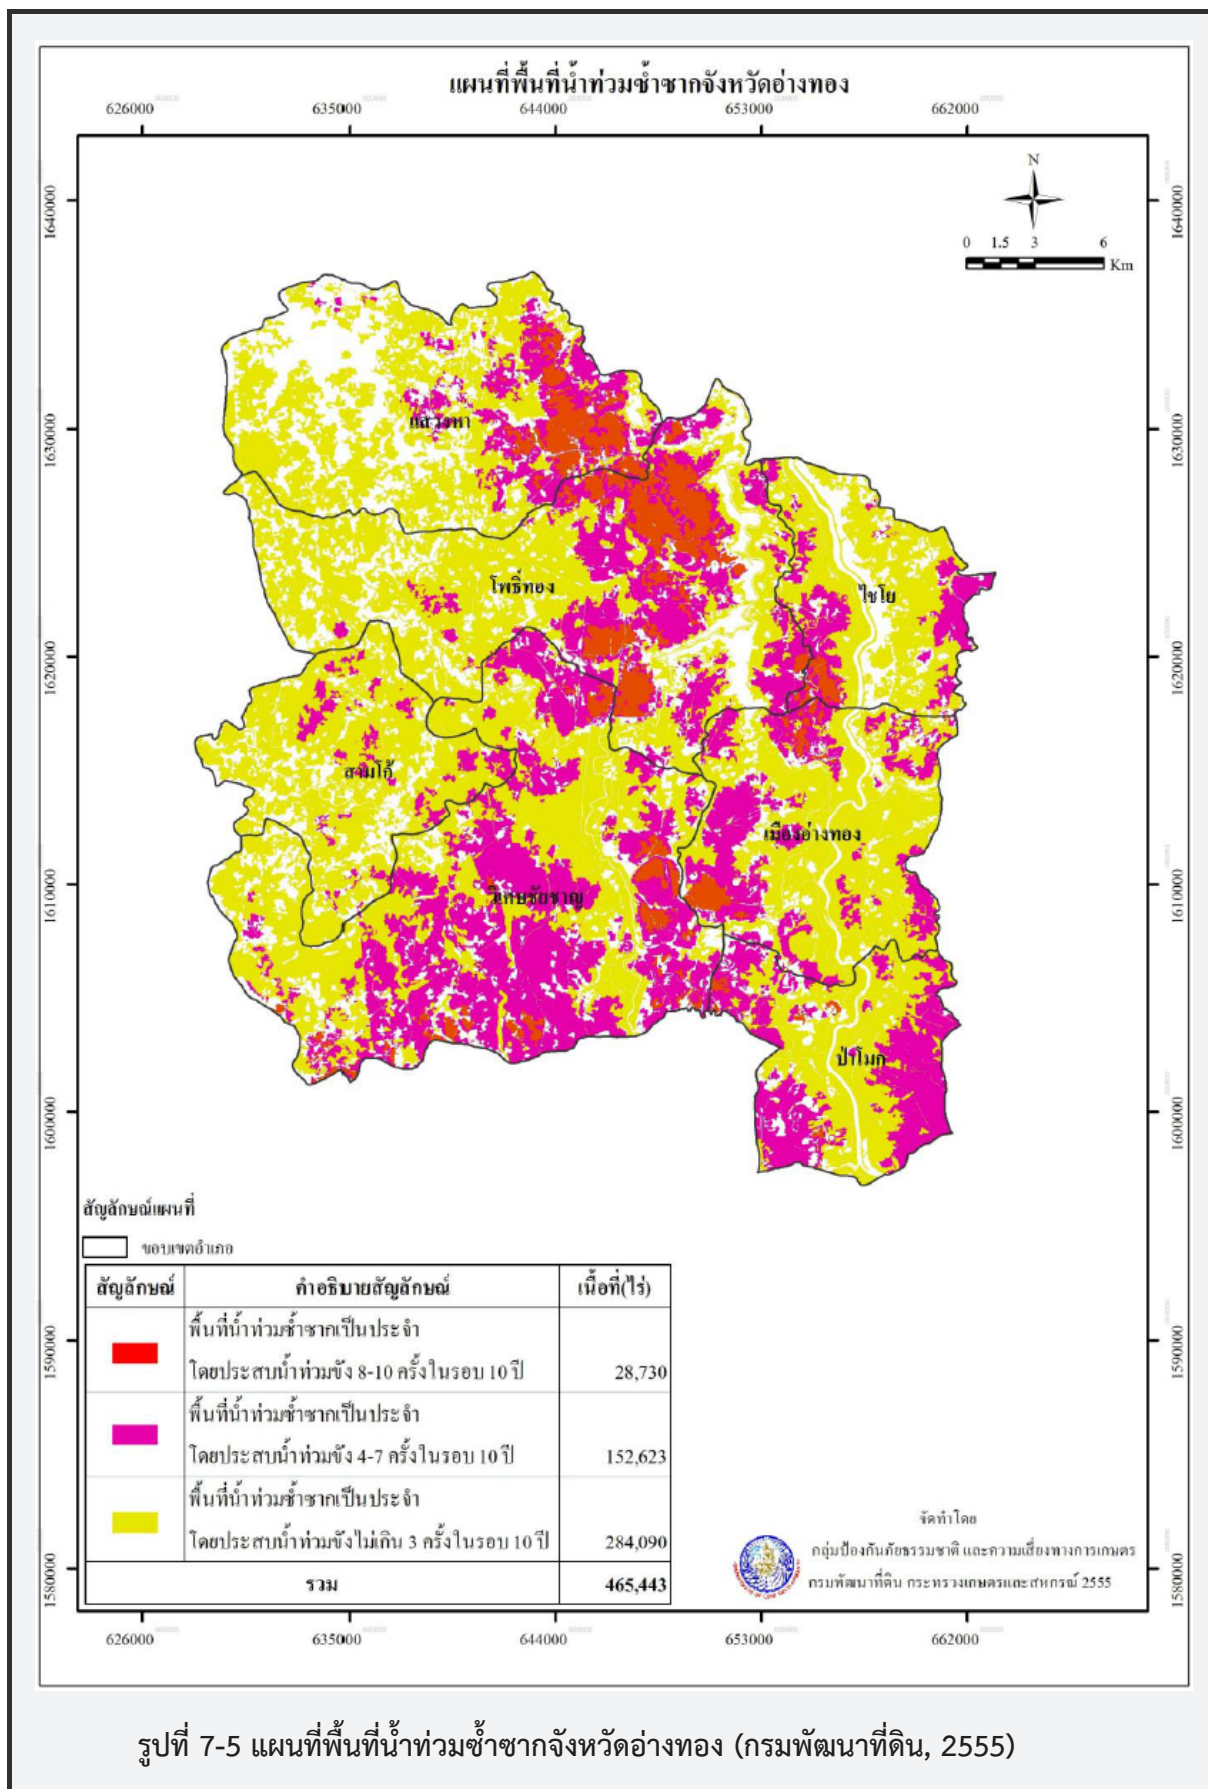 แผนที่พื้นที่น้ำท่วมซ้ำซากจังหวัดอ่างทอง
626000 635000 644000 653000 662000
1640000 1640000
N
0 1.5 3 6
Km
1630000 1630000
แสวงหา
โพธิ์ทอง
ไชโย
1620000 1620000
สามโก้
เมืองอ่างทอง
วิเศษชัยชาญ
1610000 1610000
ป่าโมก
1600000 1600000
สัญลักษณ์แผนที่
ขอบเขตอำเภอ
สัญลักษณ์ คำอธิบายสัญลักษณ์ เนื้อที่(ไร่)
พื้นที่น้ำท่วมซ้ำซากเป็นประจำ
โดยประสบน้ำท่วมขัง 8-10 ครั้งในรอบ 10 ปี 28,730
1590000 1590000
พื้นที่น้ำท่วมซ้ำซากเป็นประจำ
โดยประสบน้ำท่วมขัง 4-7 ครั้งในรอบ 10 ปี 152,623
พื้นที่น้ำท่วมซ้ำซากเป็นประจำ
โดยประสบน้ำท่วมขังไม่เกิน 3 ครั้งในรอบ 10 ปี 284,090
รวม 465,443
จัดทำโดย
กลุ่มป้องกันภัยธรรมชาติ และความเสี่ยงทางการเกษตร
กรมพัฒนาที่ดิน กระทรวงเกษตรและสหกรณ์ 2555
1580000 1580000
626000 635000 644000 653000 662000
รูปที่ 7-5 แผนที่พื้นที่น้ำท่วมซ้ำซากจังหวัดอ่างทอง (กรมพัฒนาที่ดิน, 2555)